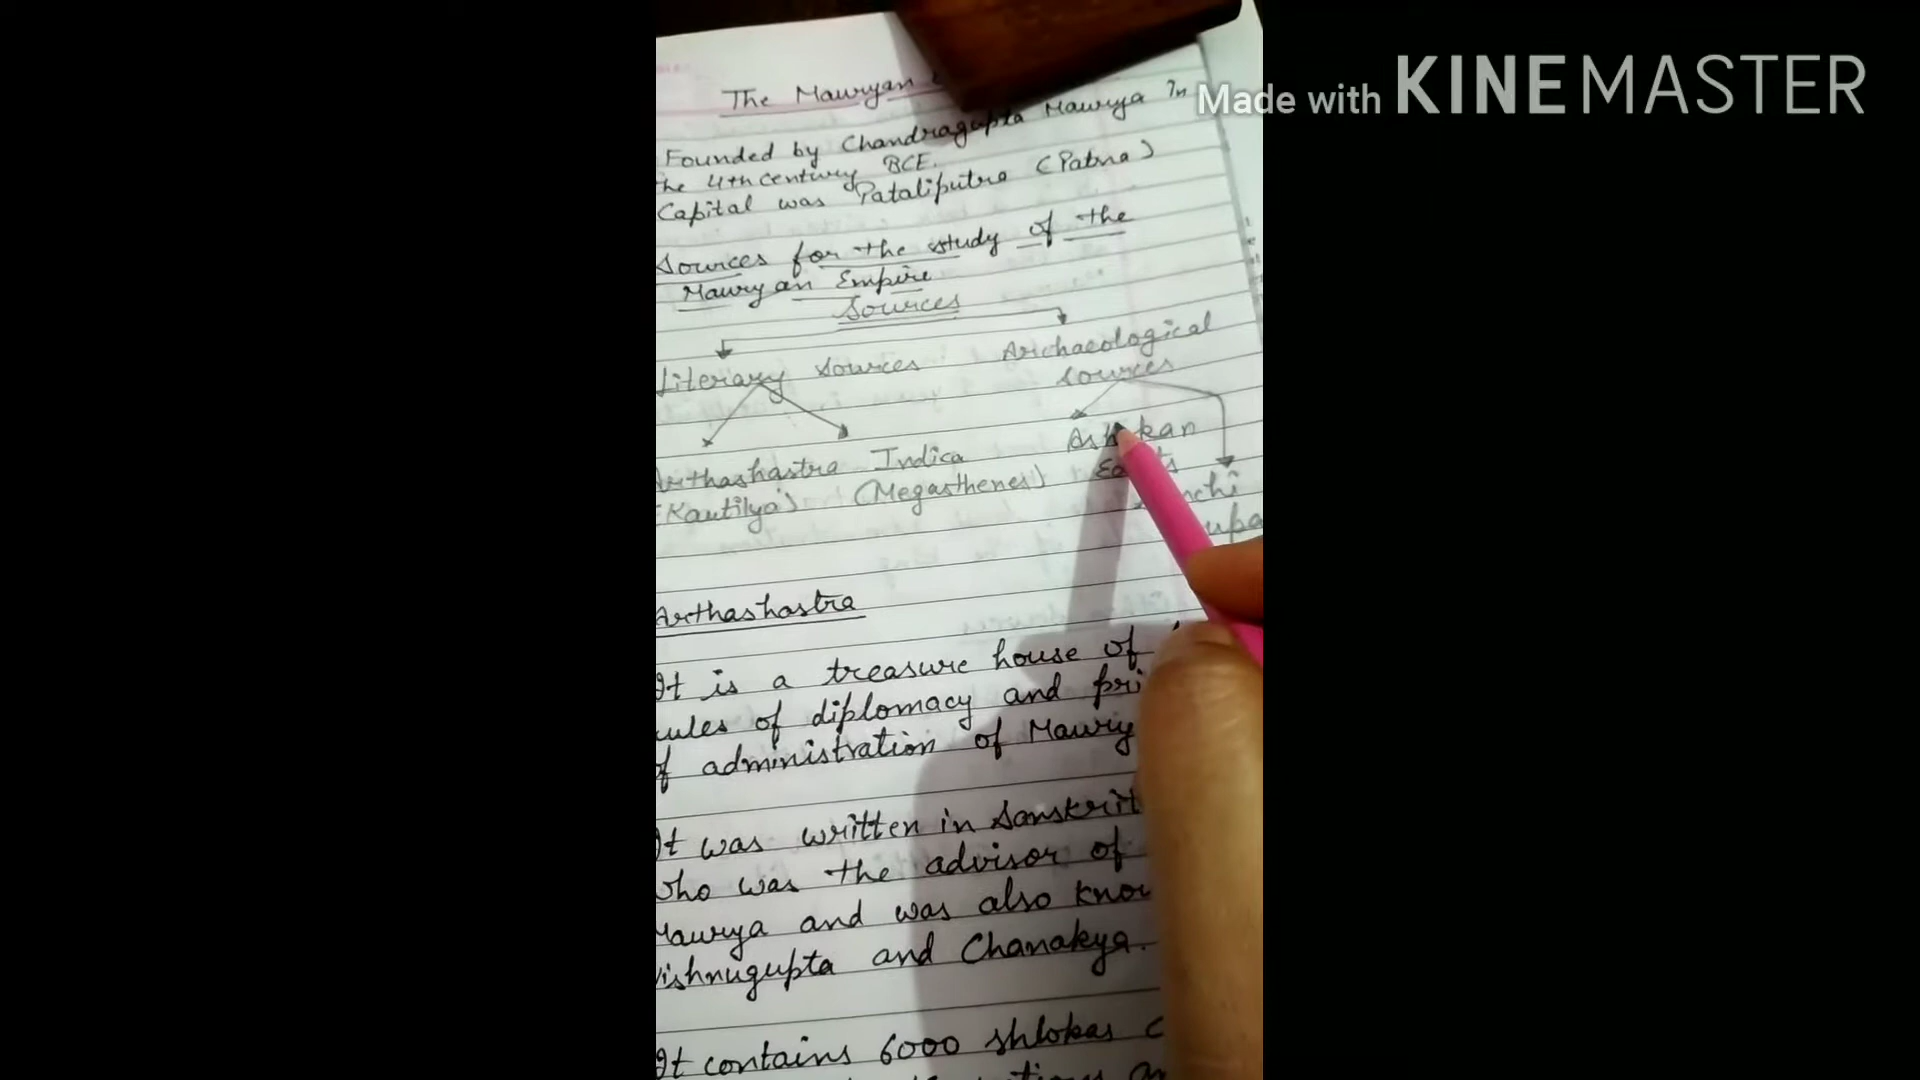 Made with KINEMASTER
The Mauryan
Founded by Chandragupta Maurya In
the 4th century BCE.
Capital was Pataliputra (Patna)
Sources for the study of the
Mauryan Empire
Sources
Literary sources Archaeological
sources
Arthashastra Indica Ashokan
(Kautilya's) (Megasthenes)
Arthashastra
It is a treasure house of
rules of diplomacy and
of administration of
It was written in Sanskrit
who was the advisor of
Maurya and was also
Vishnugupta and Chanakya.
It contains 6000 shlokas